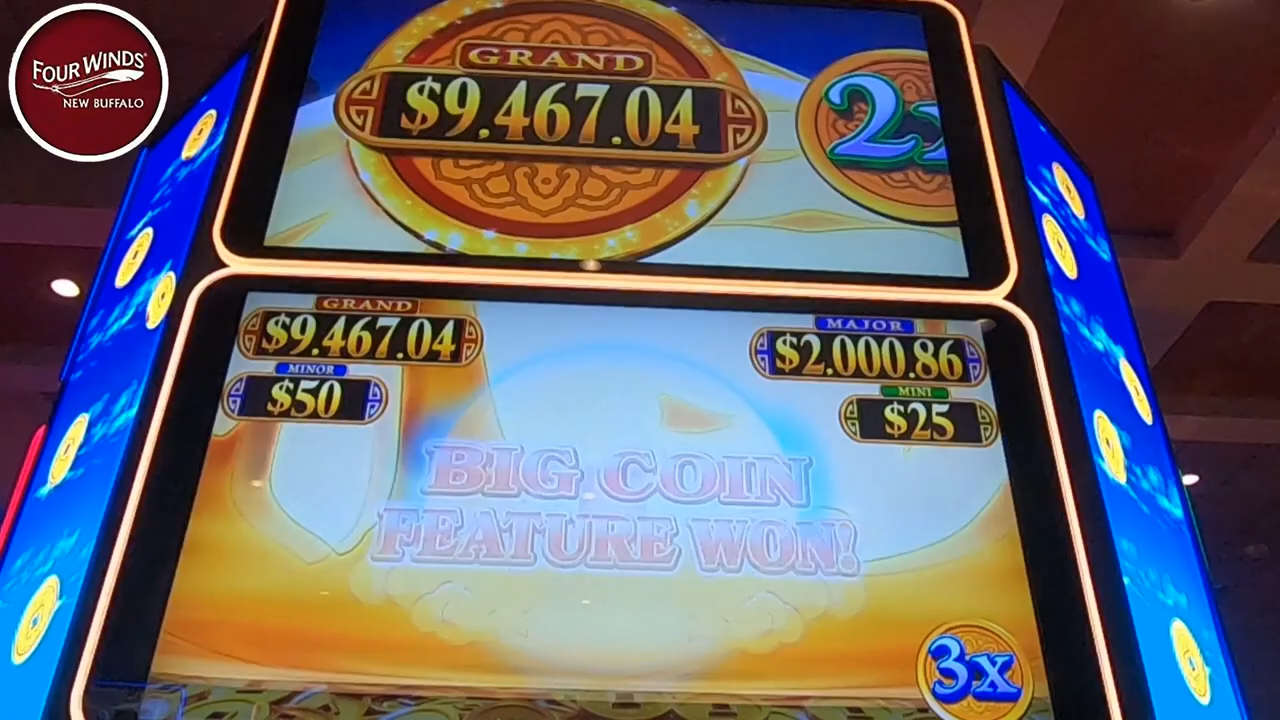 FOUR WINDS®
NEW BUFFALO
GRAND
$9.467.04
2x
GRAND
$9.467.04
MINOR
$50
MAJOR
$2.000.86
MINI
$25
BIG COIN
FEATURE WON!
3x